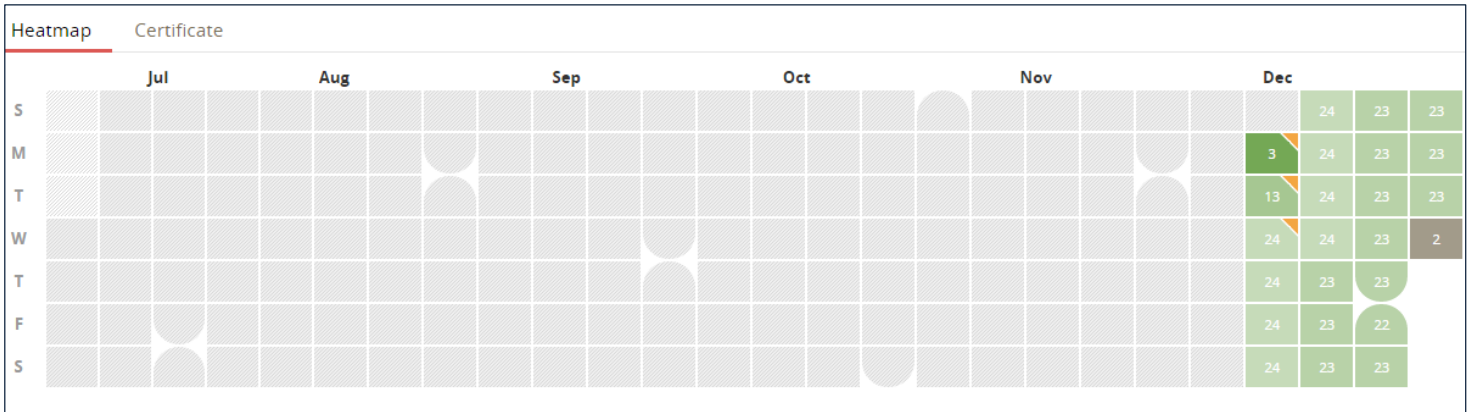 Heatmap Certificate
Jul Aug Sep Oct Nov Dec
S 24 23 23
M 3 24 23 23
T 13 24 23 23
W 24 24 23 2
T 24 23 23
F 24 23 22
S 24 23 23